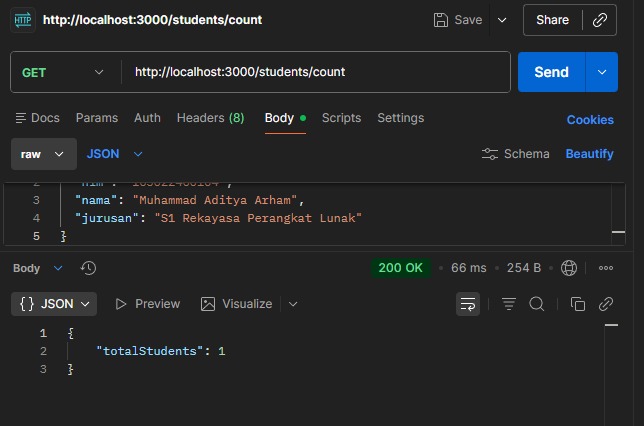 HTTP http://localhost:3000/students/count Save Share
GET http://localhost:3000/students/count Send
Docs Params Auth Headers (8) Body Scripts Settings Cookies
raw JSON Schema Beautify
3 "nama": "Muhammad Aditya Arham",
4 "jurusan": "S1 Rekayasa Perangkat Lunak"
5 }
Body 200 OK 66 ms 254 B
{} JSON Preview Visualize
1 {
2 "totalStudents": 1
3 }